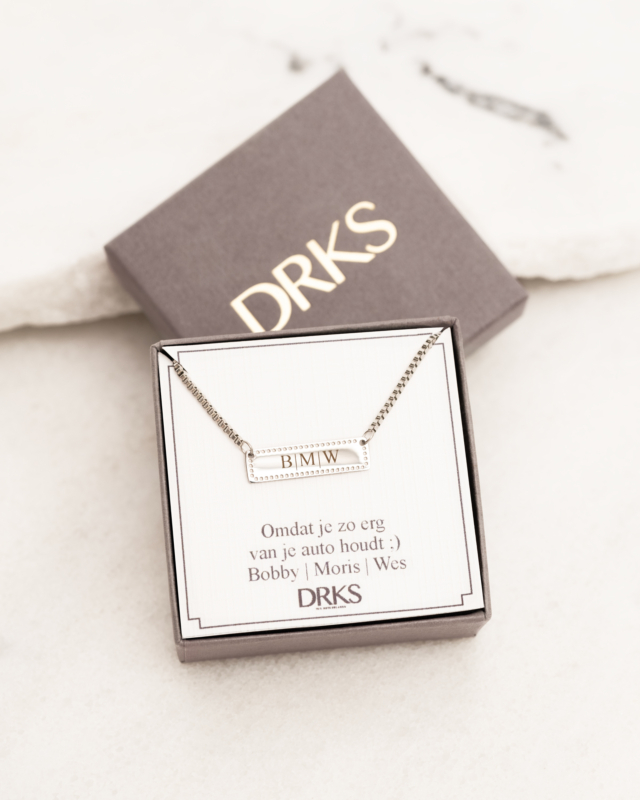 DRKS
B|M|W
Omdat je zo erg
van je auto houdt ;)
Bobby | Moris | Wes
DRKS